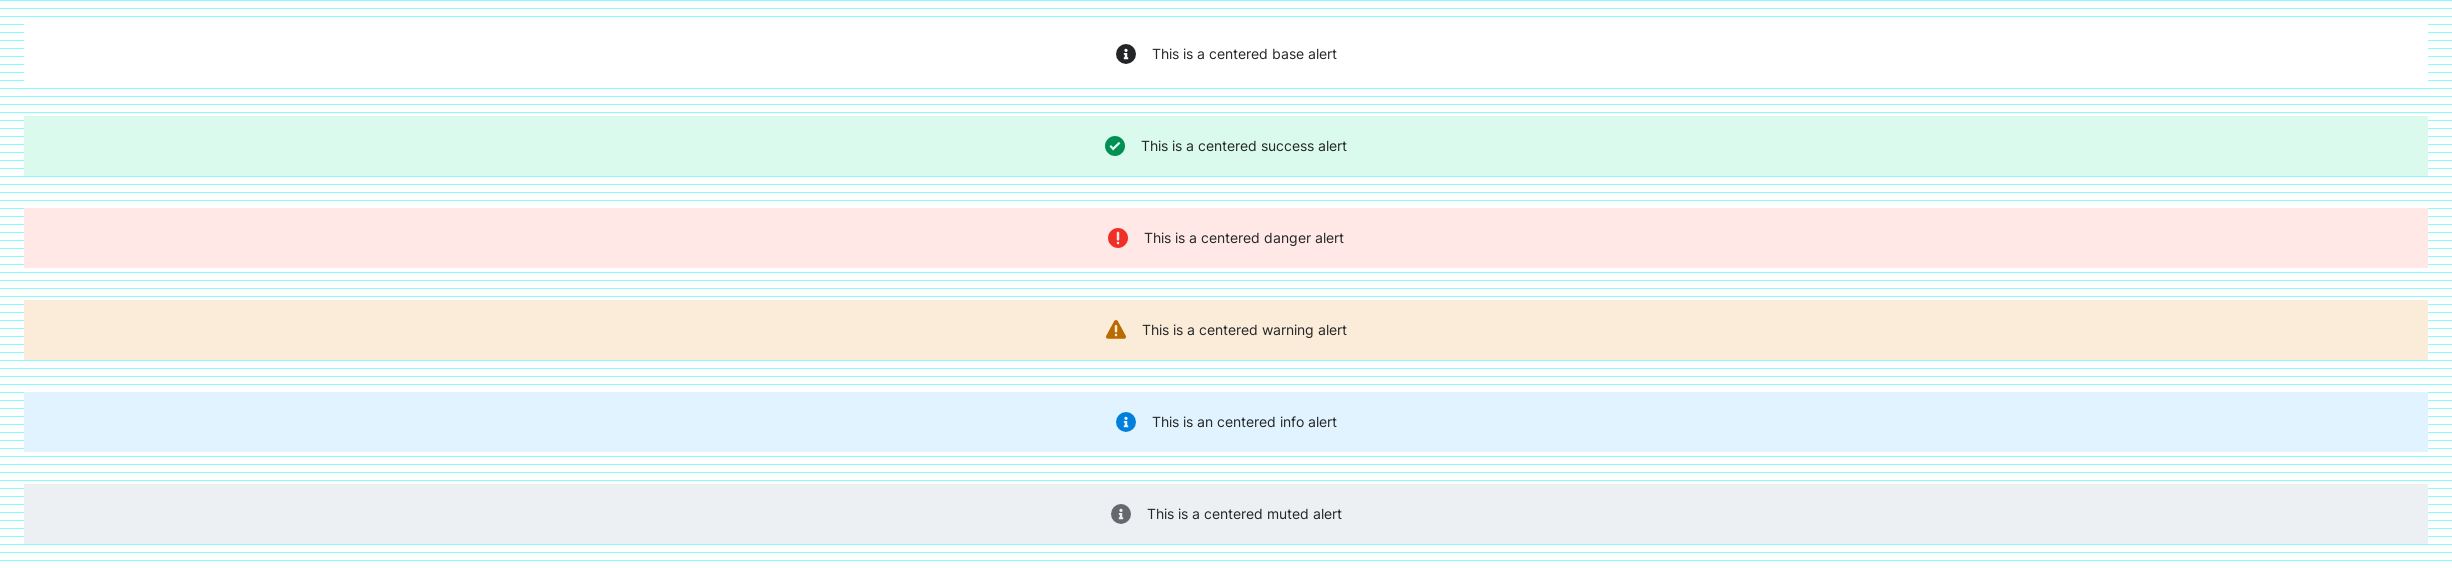 This is a centered base alert
This is a centered success alert
This is a centered danger alert
This is a centered warning alert
This is an centered info alert
This is a centered muted alert